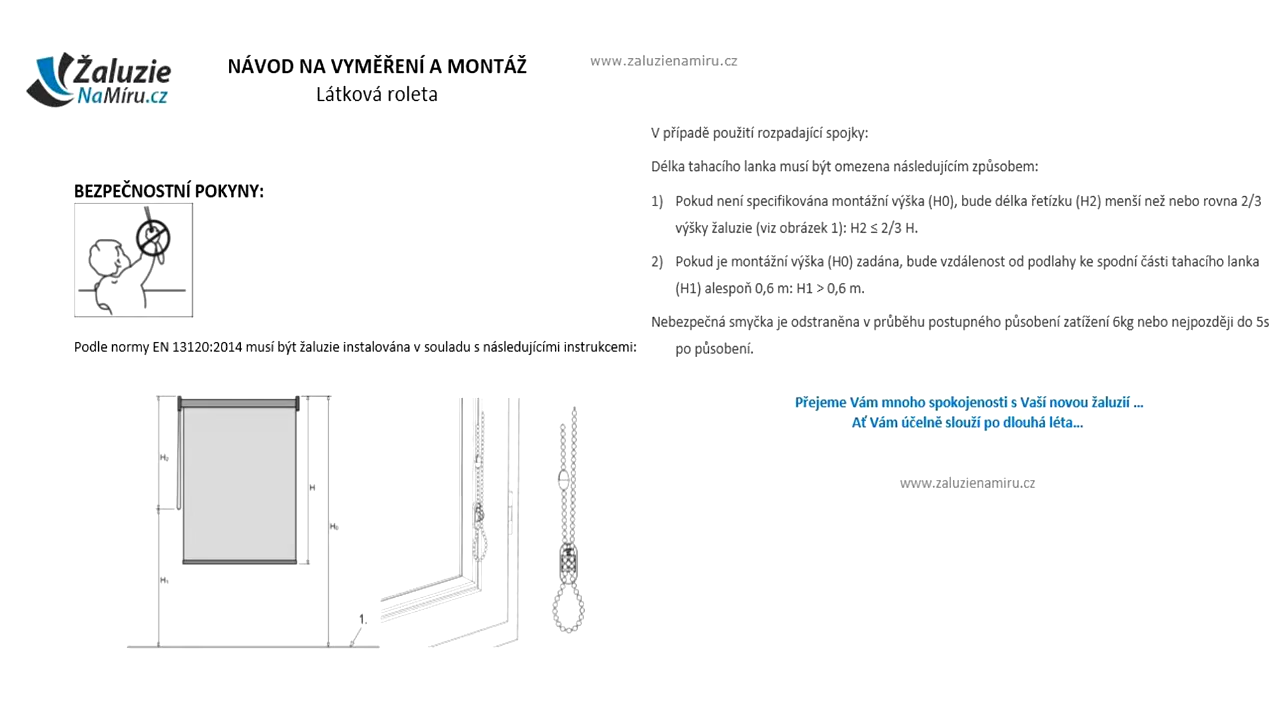 Žaluzie
NaMíru.cz
NÁVOD NA VYMĚŘENÍ A MONTÁŽ
Látková roleta
www.zaluzienamiru.cz
BEZPEČNOSTNÍ POKYNY:
Podle normy EN 13120:2014 musí být žaluzie instalována v souladu s následujícími instrukcemi:
H₂
H
H₀
H₁
1.
V případě použití rozpadající spojky:
Délka tahacího lanka musí být omezena následujícím způsobem:
1) Pokud není specifikována montážní výška (H0), bude délka řetízku (H2) menší než nebo rovna 2/3
výšky žaluzie (viz obrázek 1): H2 ≤ 2/3 H.
2) Pokud je montážní výška (H0) zadána, bude vzdálenost od podlahy ke spodní části tahacího lanka
(H1) alespoň 0,6 m: H1 > 0,6 m.
Nebezpečná smyčka je odstraněna v průběhu postupného působení zatížení 6kg nebo nejpozději do 5s
po působení.
Přejeme Vám mnoho spokojenosti s Vaší novou žaluzií ...
Ať Vám účelně slouží po dlouhá léta...
www.zaluzienamiru.cz